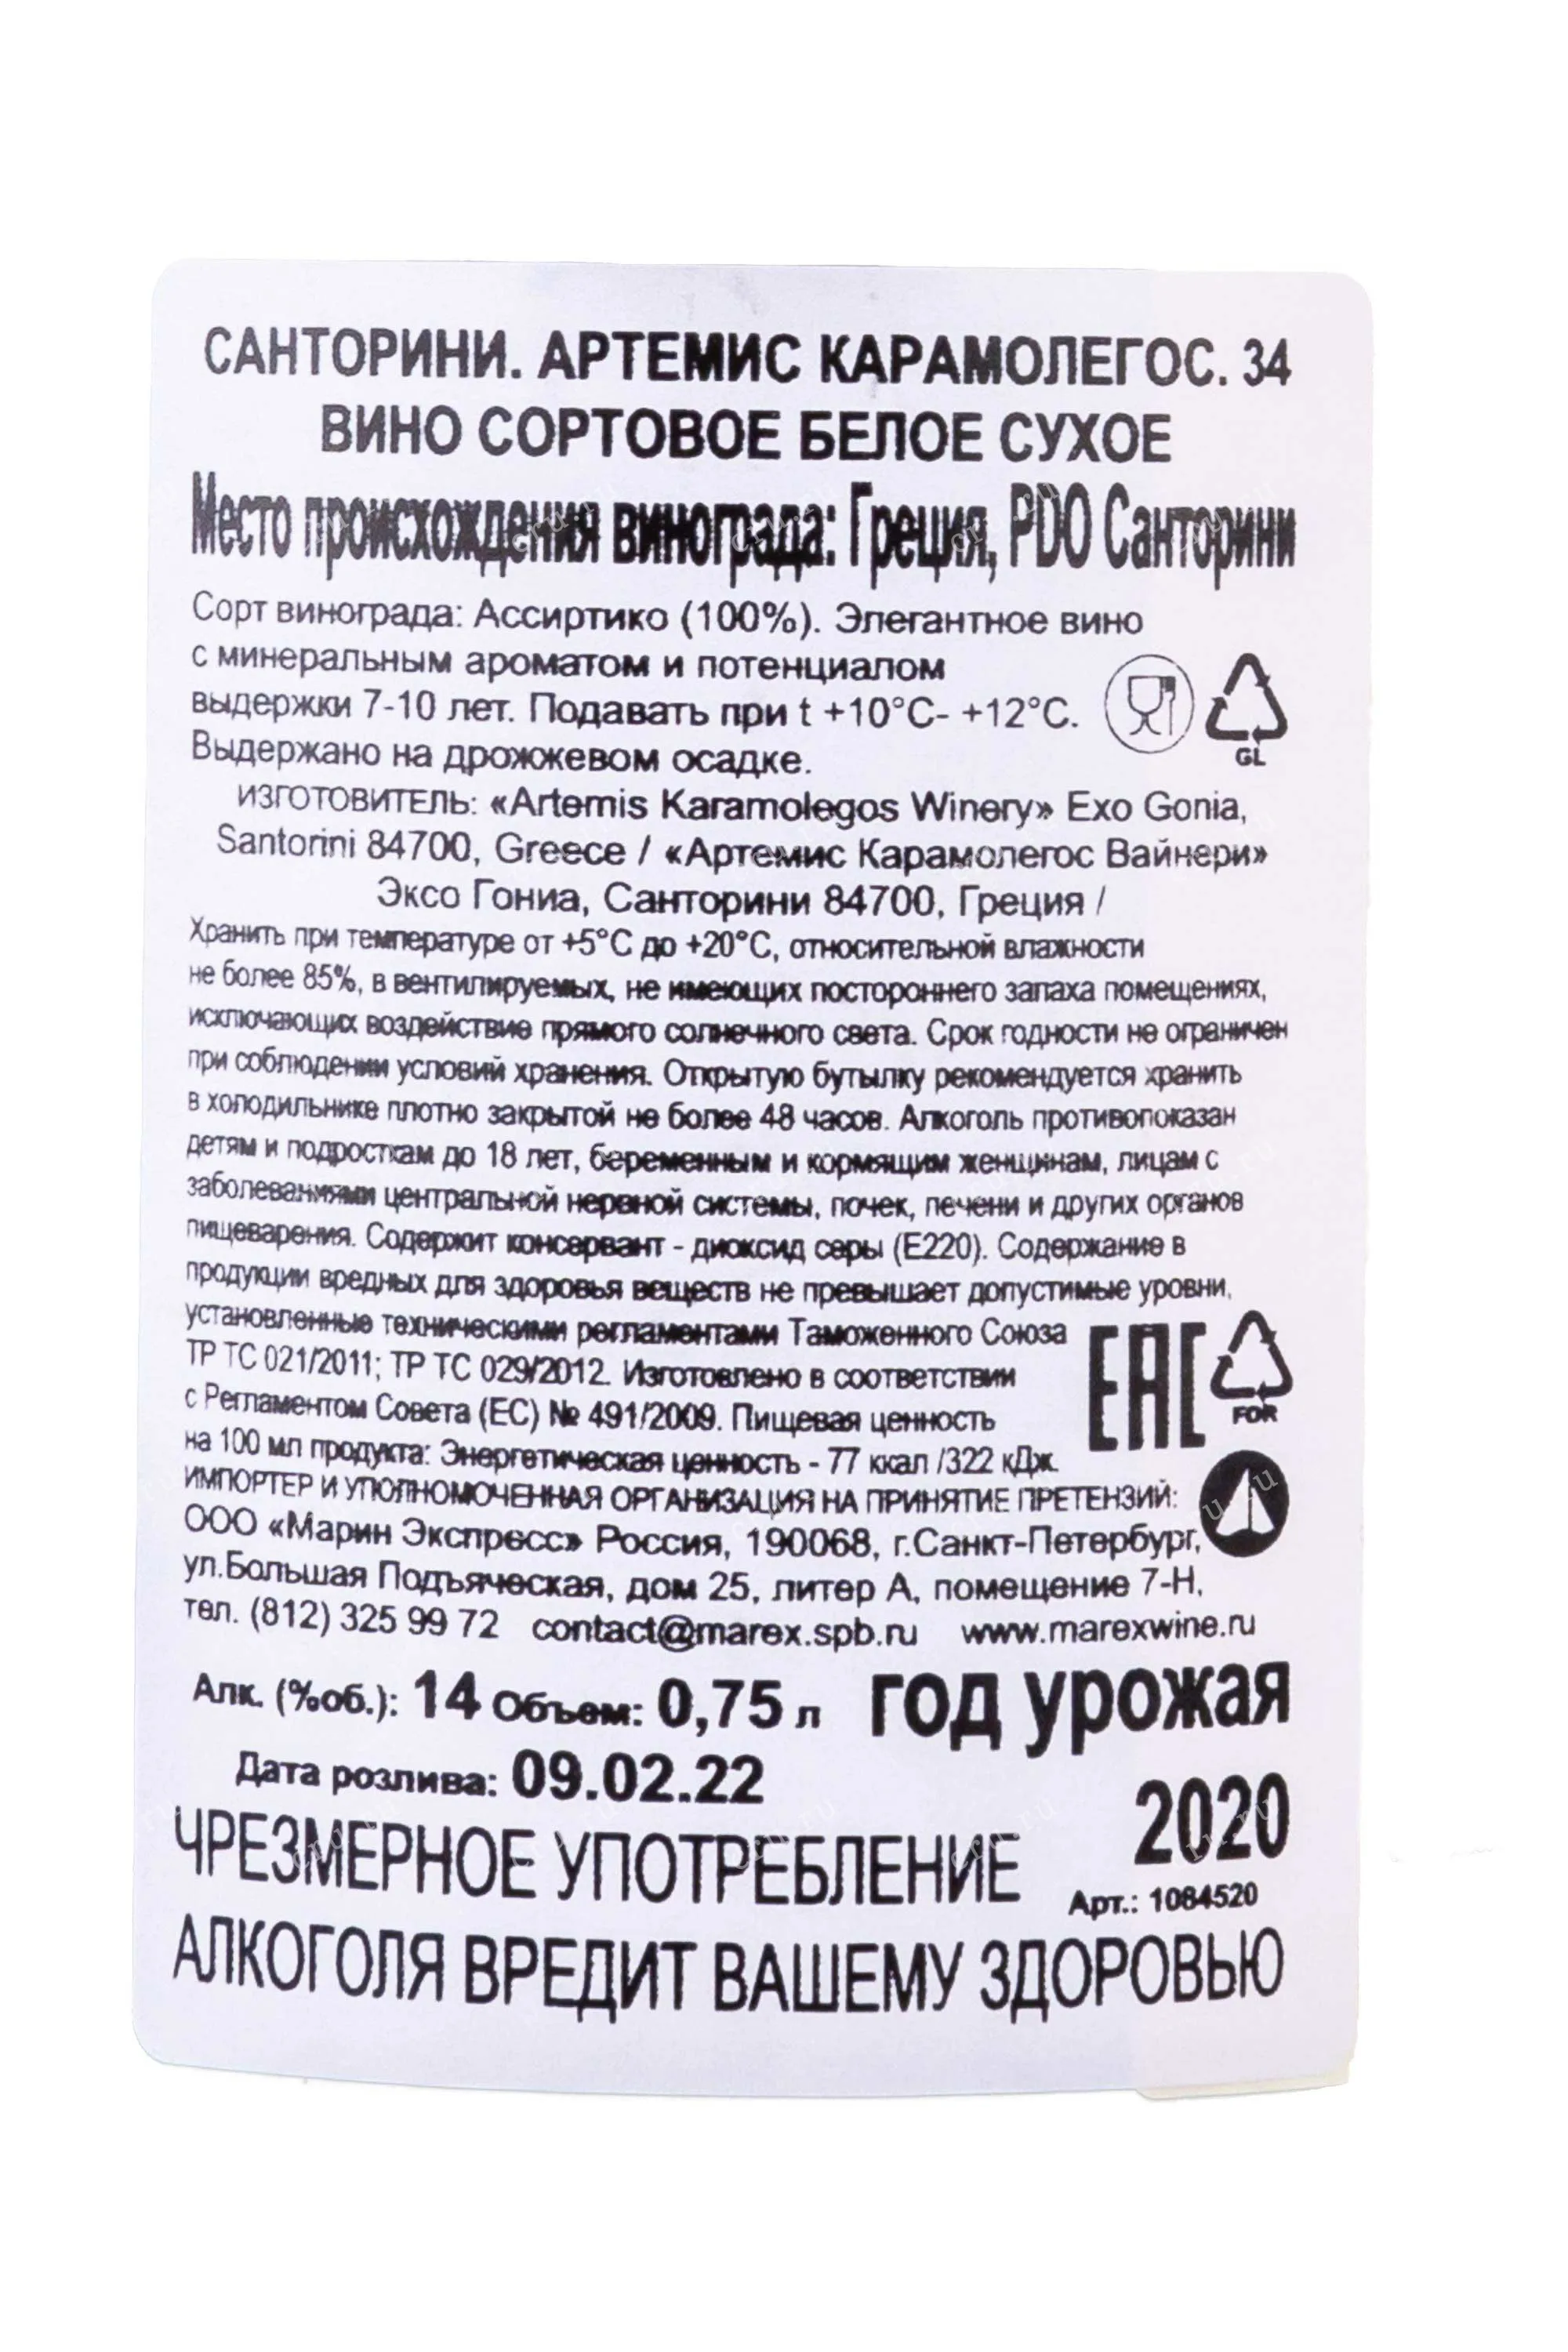 САНТОРИНИ. АРТЕМИС КАРАМОЛЕГОС. 34
ВИНО СОРТОВОЕ БЕЛОЕ СУХОЕ
Место происхождения винограда: Греция, PDO Санторини
Сорт винограда: Ассиртико (100%). Элегантное вино
с минеральным ароматом и потенциалом
выдержки 7-10 лет. Подавать при t +10°C- +12°C.
Выдержано на дрожжевом осадке.
GL
ИЗГОТОВИТЕЛЬ: «Artemis Karamolegos Winery» Exo Gonia,
Santorini 84700, Greece / «Артемис Карамолегос Вайнери»
Эксо Гониа, Санторини 84700, Греция /
Хранить при температуре от +5°С до +20°С, относительной влажности
не более 85%, в вентилируемых, не имеющих постороннего запаха помещениях,
исключающих воздействие прямого солнечного света. Срок годности не ограничен
при соблюдении условий хранения. Открытую бутылку рекомендуется хранить
в холодильнике плотно закрытой не более 48 часов. Алкоголь противопоказан
детям и подросткам до 18 лет, беременным и кормящим женщинам, лицам с
заболеваниями центральной нервной системы, почек, печени и других органов
пищеварения. Содержит консервант - диоксид серы (E220). Содержание в
продукции вредных для здоровья веществ не превышает допустимые уровни,
установленные техническими регламентами Таможенного Союза
ТР ТС 021/2011; ТР ТС 029/2012. Изготовлено в соответствии
с Регламентом Совета (ЕС) № 491/2009. Пищевая ценность
на 100 мл продукта: Энергетическая ценность - 77 ккал /322 кДж.
EAC
FOR
ИМПОРТЕР И УПОЛНОМОЧЕННАЯ ОРГАНИЗАЦИЯ НА ПРИНЯТИЕ ПРЕТЕНЗИЙ:
ООО «Марин Экспресс» Россия, 190068, г.Санкт-Петербург,
ул.Большая Подъяческая, дом 25, литер А, помещение 7-Н,
тел. (812) 325 99 72 contact@marex.spb.ru www.marexwine.ru
Алк. (%об.): 14 Объем: 0,75 л год урожая
Дата розлива: 09.02.22
2020
Арт.: 1084520
ЧРЕЗМЕРНОЕ УПОТРЕБЛЕНИЕ
АЛКОГОЛЯ ВРЕДИТ ВАШЕМУ ЗДОРОВЬЮ